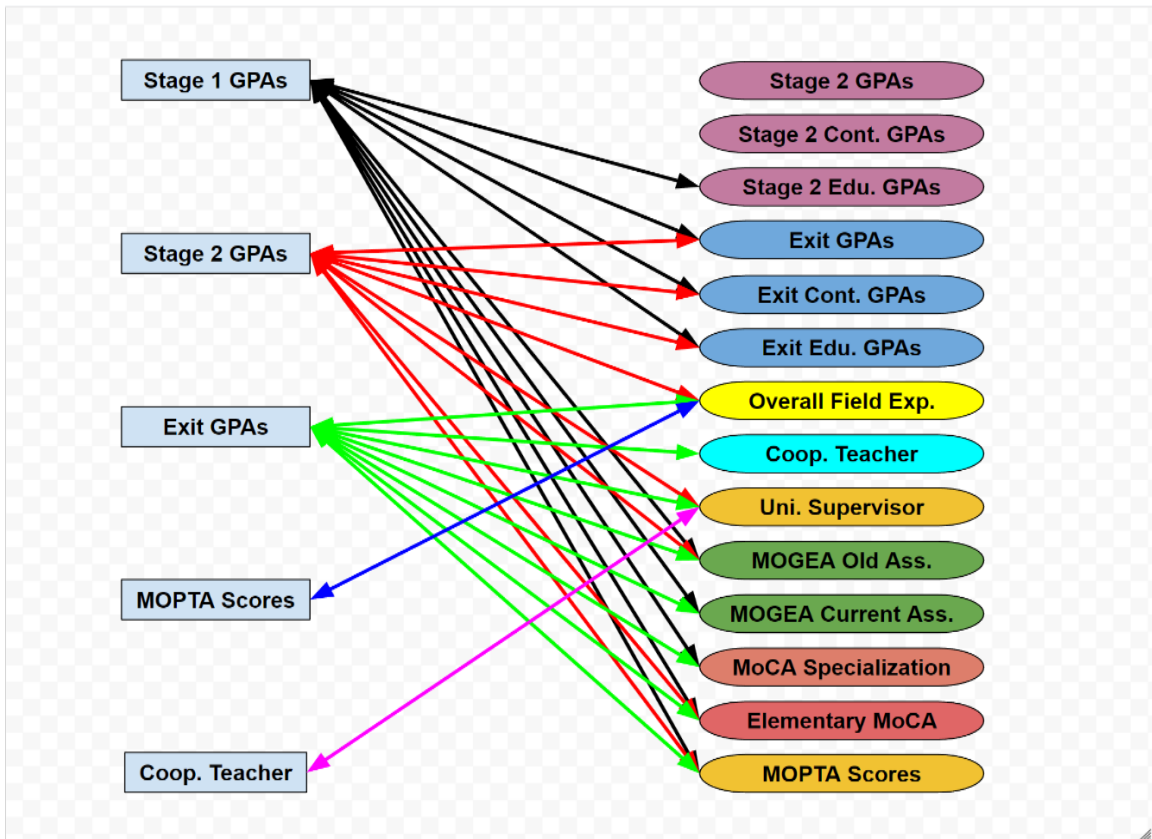 Stage 1 GPAs
Stage 2 GPAs
Exit GPAs
MOPTA Scores
Coop. Teacher
Stage 2 GPAs
Stage 2 Cont. GPAs
Stage 2 Edu. GPAs
Exit GPAs
Exit Cont. GPAs
Exit Edu. GPAs
Overall Field Exp.
Coop. Teacher
Uni. Supervisor
MOGEA Old Ass.
MOGEA Current Ass.
MoCA Specialization
Elementary MoCA
MOPTA Scores